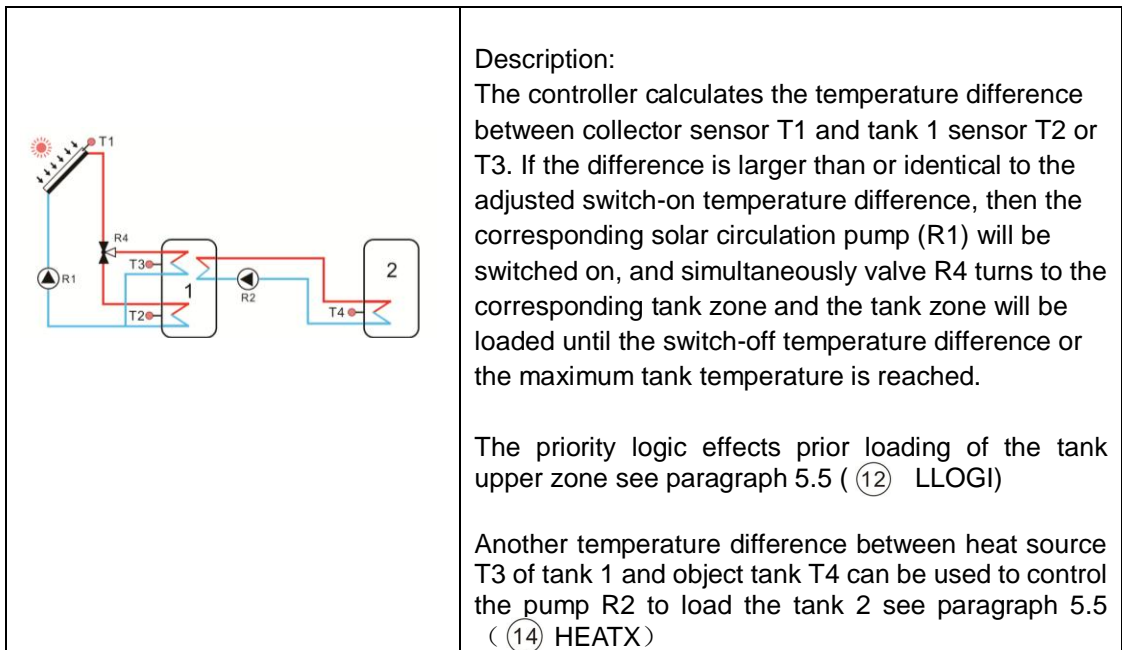 T1
R4
T3
1
R1
R2
T2
T4
2
Description:
The controller calculates the temperature difference
between collector sensor T1 and tank 1 sensor T2 or
T3. If the difference is larger than or identical to the
adjusted switch-on temperature difference, then the
corresponding solar circulation pump (R1) will be
switched on, and simultaneously valve R4 turns to the
corresponding tank zone and the tank zone will be
loaded until the switch-off temperature difference or
the maximum tank temperature is reached.
The priority logic effects prior loading of the tank
upper zone see paragraph 5.5 ( ⑫ LLOGI)
Another temperature difference between heat source
T3 of tank 1 and object tank T4 can be used to control
the pump R2 to load the tank 2 see paragraph 5.5
（ ⑭ HEATX）